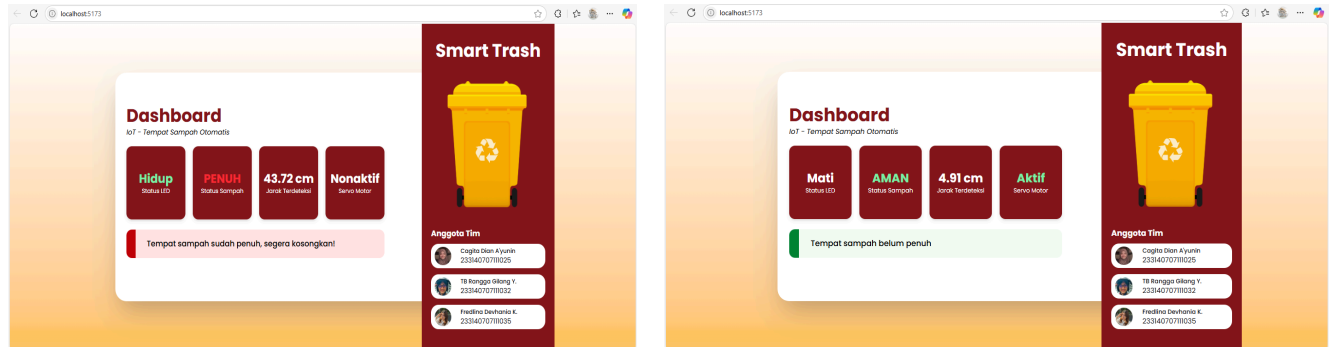 localhost:5173
Smart Trash
Dashboard
IoT - Tempat Sampah Otomatis
Hidup
Status LED
PENUH
Status Sampah
43.72 cm
Jarak Terdeteksi
Nonaktif
Servo Motor
Tempat sampah sudah penuh, segera kosongkan!
Anggota Tim
Cagita Dian A'yunin
233140707111025
TB Rangga Gilang Y.
233140707111032
Fredlina Devhania K.
233140707111035
localhost:5173
Smart Trash
Dashboard
IoT - Tempat Sampah Otomatis
Mati
Status LED
AMAN
Status Sampah
4.91 cm
Jarak Terdeteksi
Aktif
Servo Motor
Tempat sampah belum penuh
Anggota Tim
Cagita Dian A'yunin
233140707111025
TB Rangga Gilang Y.
233140707111032
Fredlina Devhania K.
233140707111035